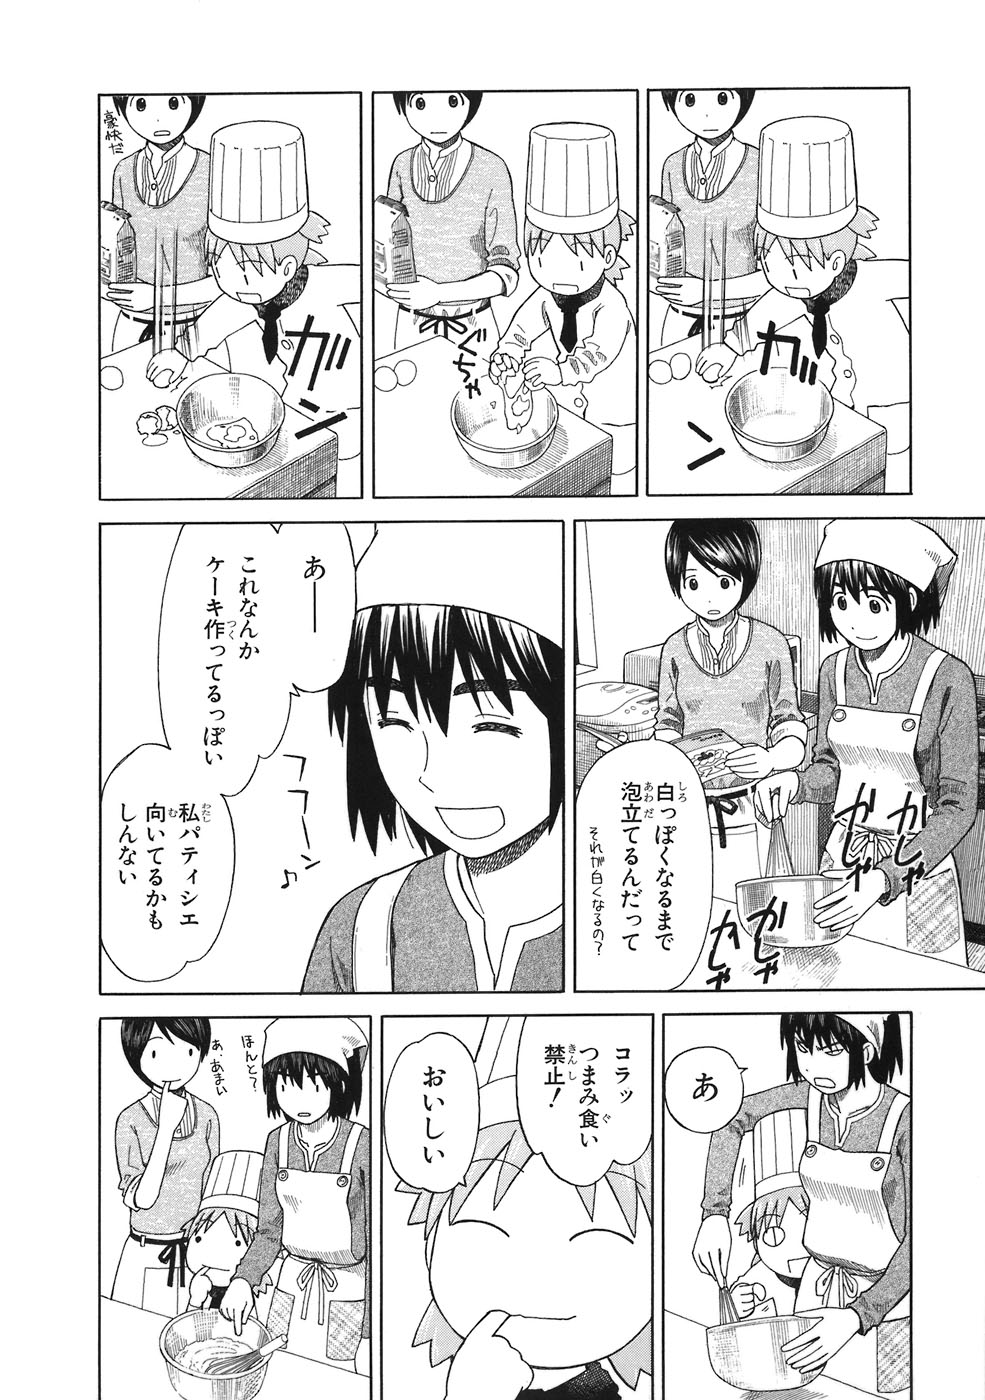 ガッ
ン
ぐちゃ
ガッ
ン
豪快だ
白っぽくなるまで
泡立てるんだって
それが白くなるの?
かしゃ
かしゃ
かしゃ
かしゃ
あー
これなんか
ケーキ作ってるっぽい
私パティシエ
向いてるかも
しんない
♪
あ
コラッ
つまみ食い
禁止!
おいしい
ほんと?
あ、あまい